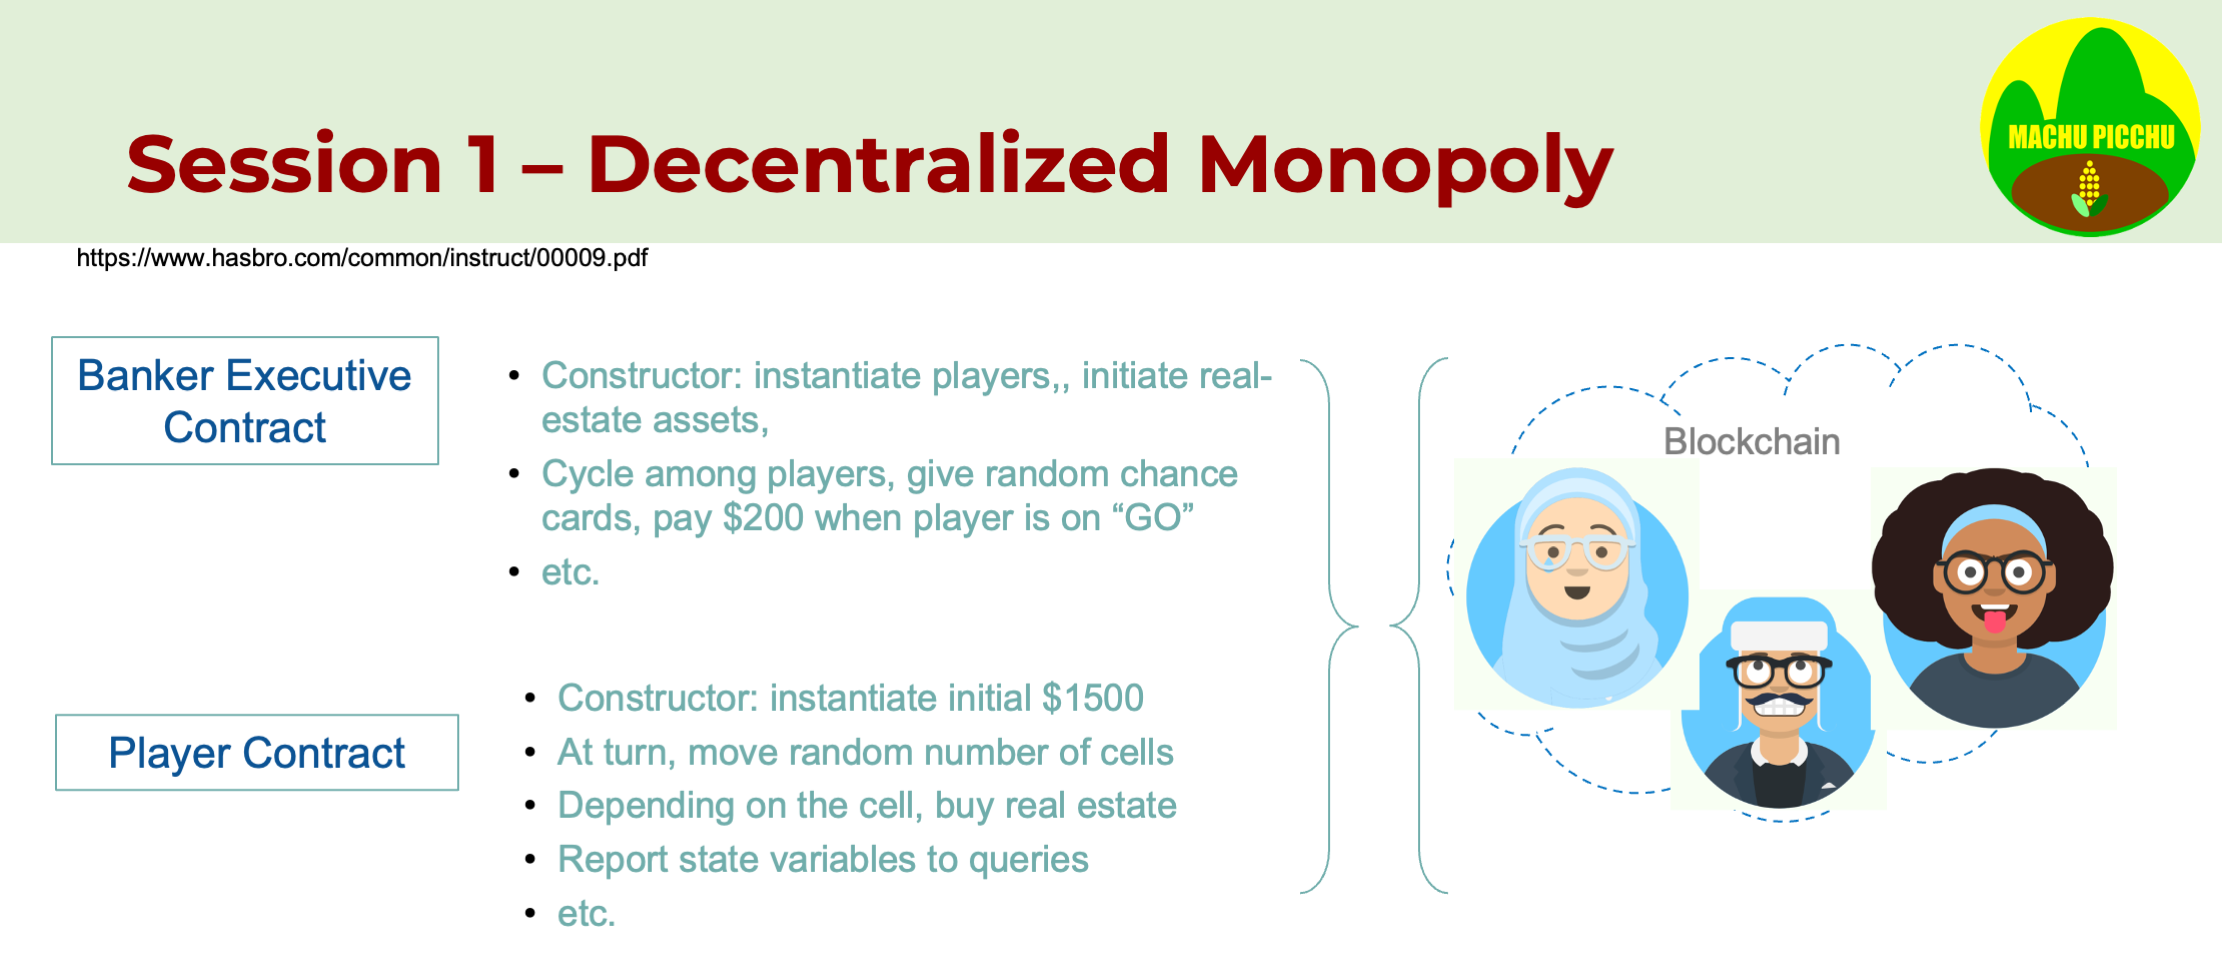 Session 1 – Decentralized Monopoly
MACHU PICCHU
https://www.hasbro.com/common/instruct/00009.pdf
Banker Executive
Contract
• Constructor: instantiate players,, initiate real-
estate assets,
• Cycle among players, give random chance
cards, pay $200 when player is on “GO”
• etc.
Player Contract
• Constructor: instantiate initial $1500
• At turn, move random number of cells
• Depending on the cell, buy real estate
• Report state variables to queries
• etc.
Blockchain